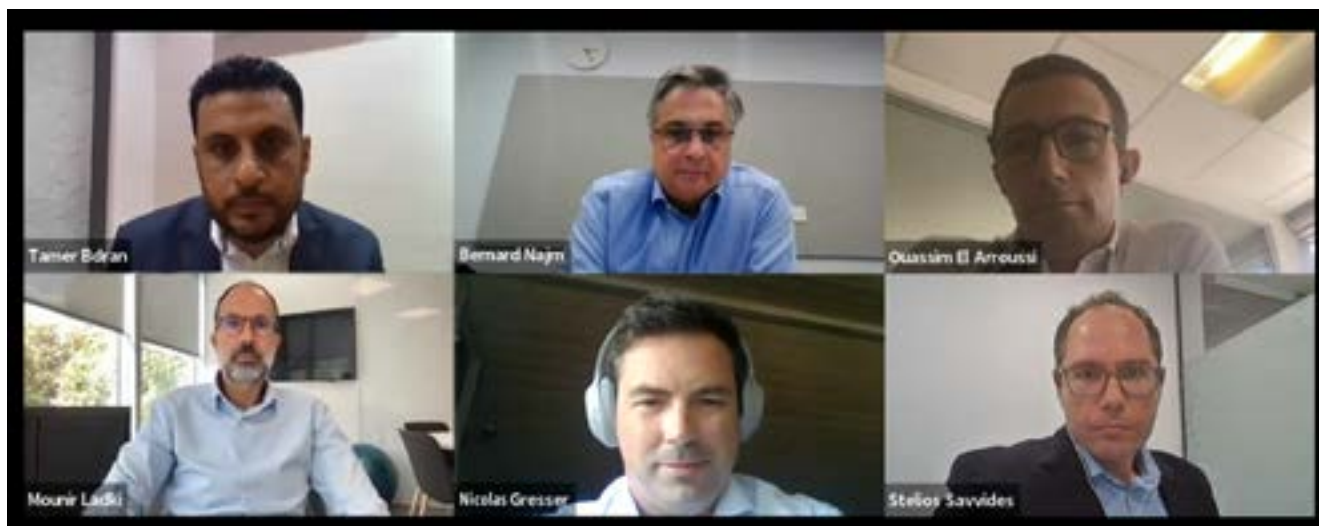 Tamer Bdran
Bernard Najm
Ouassim El Arroussi
Mounir Ladki
Nicolas Gresser
Stelios Savvides